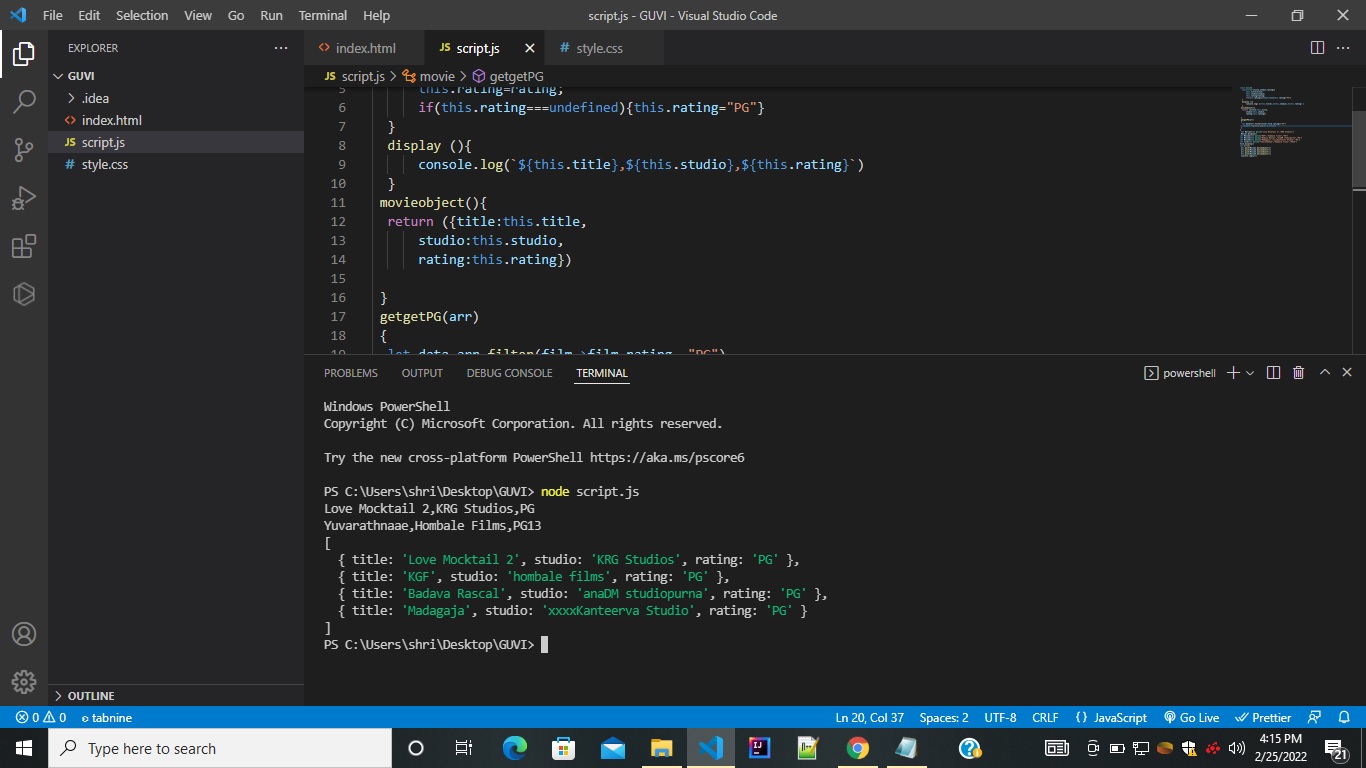 File Edit Selection View Go Run Terminal Help
script.js - GUVI - Visual Studio Code
EXPLORER
GUVI
.idea
index.html
JS script.js
# style.css
OUTLINE
index.html
JS script.js
# style.css
JS script.js > movie > getgetPG
5 this.rating=rating;
6 if(this.rating===undefined){this.rating="PG"}
7 }
8 display (){
9 console.log(`${this.title},${this.studio},${this.rating}`)
10 }
11 movieobject(){
12 return ({title:this.title,
13 studio:this.studio,
14 rating:this.rating})
15
16 }
17 getgetPG(arr)
18 {
PROBLEMS OUTPUT DEBUG CONSOLE TERMINAL
powershell
Windows PowerShell
Copyright (C) Microsoft Corporation. All rights reserved.
Try the new cross-platform PowerShell https://aka.ms/pscore6
PS C:\Users\shri\Desktop\GUVI> node script.js
Love Mocktail 2,KRG Studios,PG
Yuvarathnaae,Hombale Films,PG13
[
{ title: 'Love Mocktail 2', studio: 'KRG Studios', rating: 'PG' },
{ title: 'KGF', studio: 'hombale films', rating: 'PG' },
{ title: 'Badava Rascal', studio: 'anaDM studiopurna', rating: 'PG' },
{ title: 'Madagaja', studio: 'xxxxKanteerva Studio', rating: 'PG' }
]
PS C:\Users\shri\Desktop\GUVI>
0 0 tabnine
Ln 20, Col 37 Spaces: 2 UTF-8 CRLF {} JavaScript Go Live Prettier
Type here to search
4:15 PM
2/25/2022
21